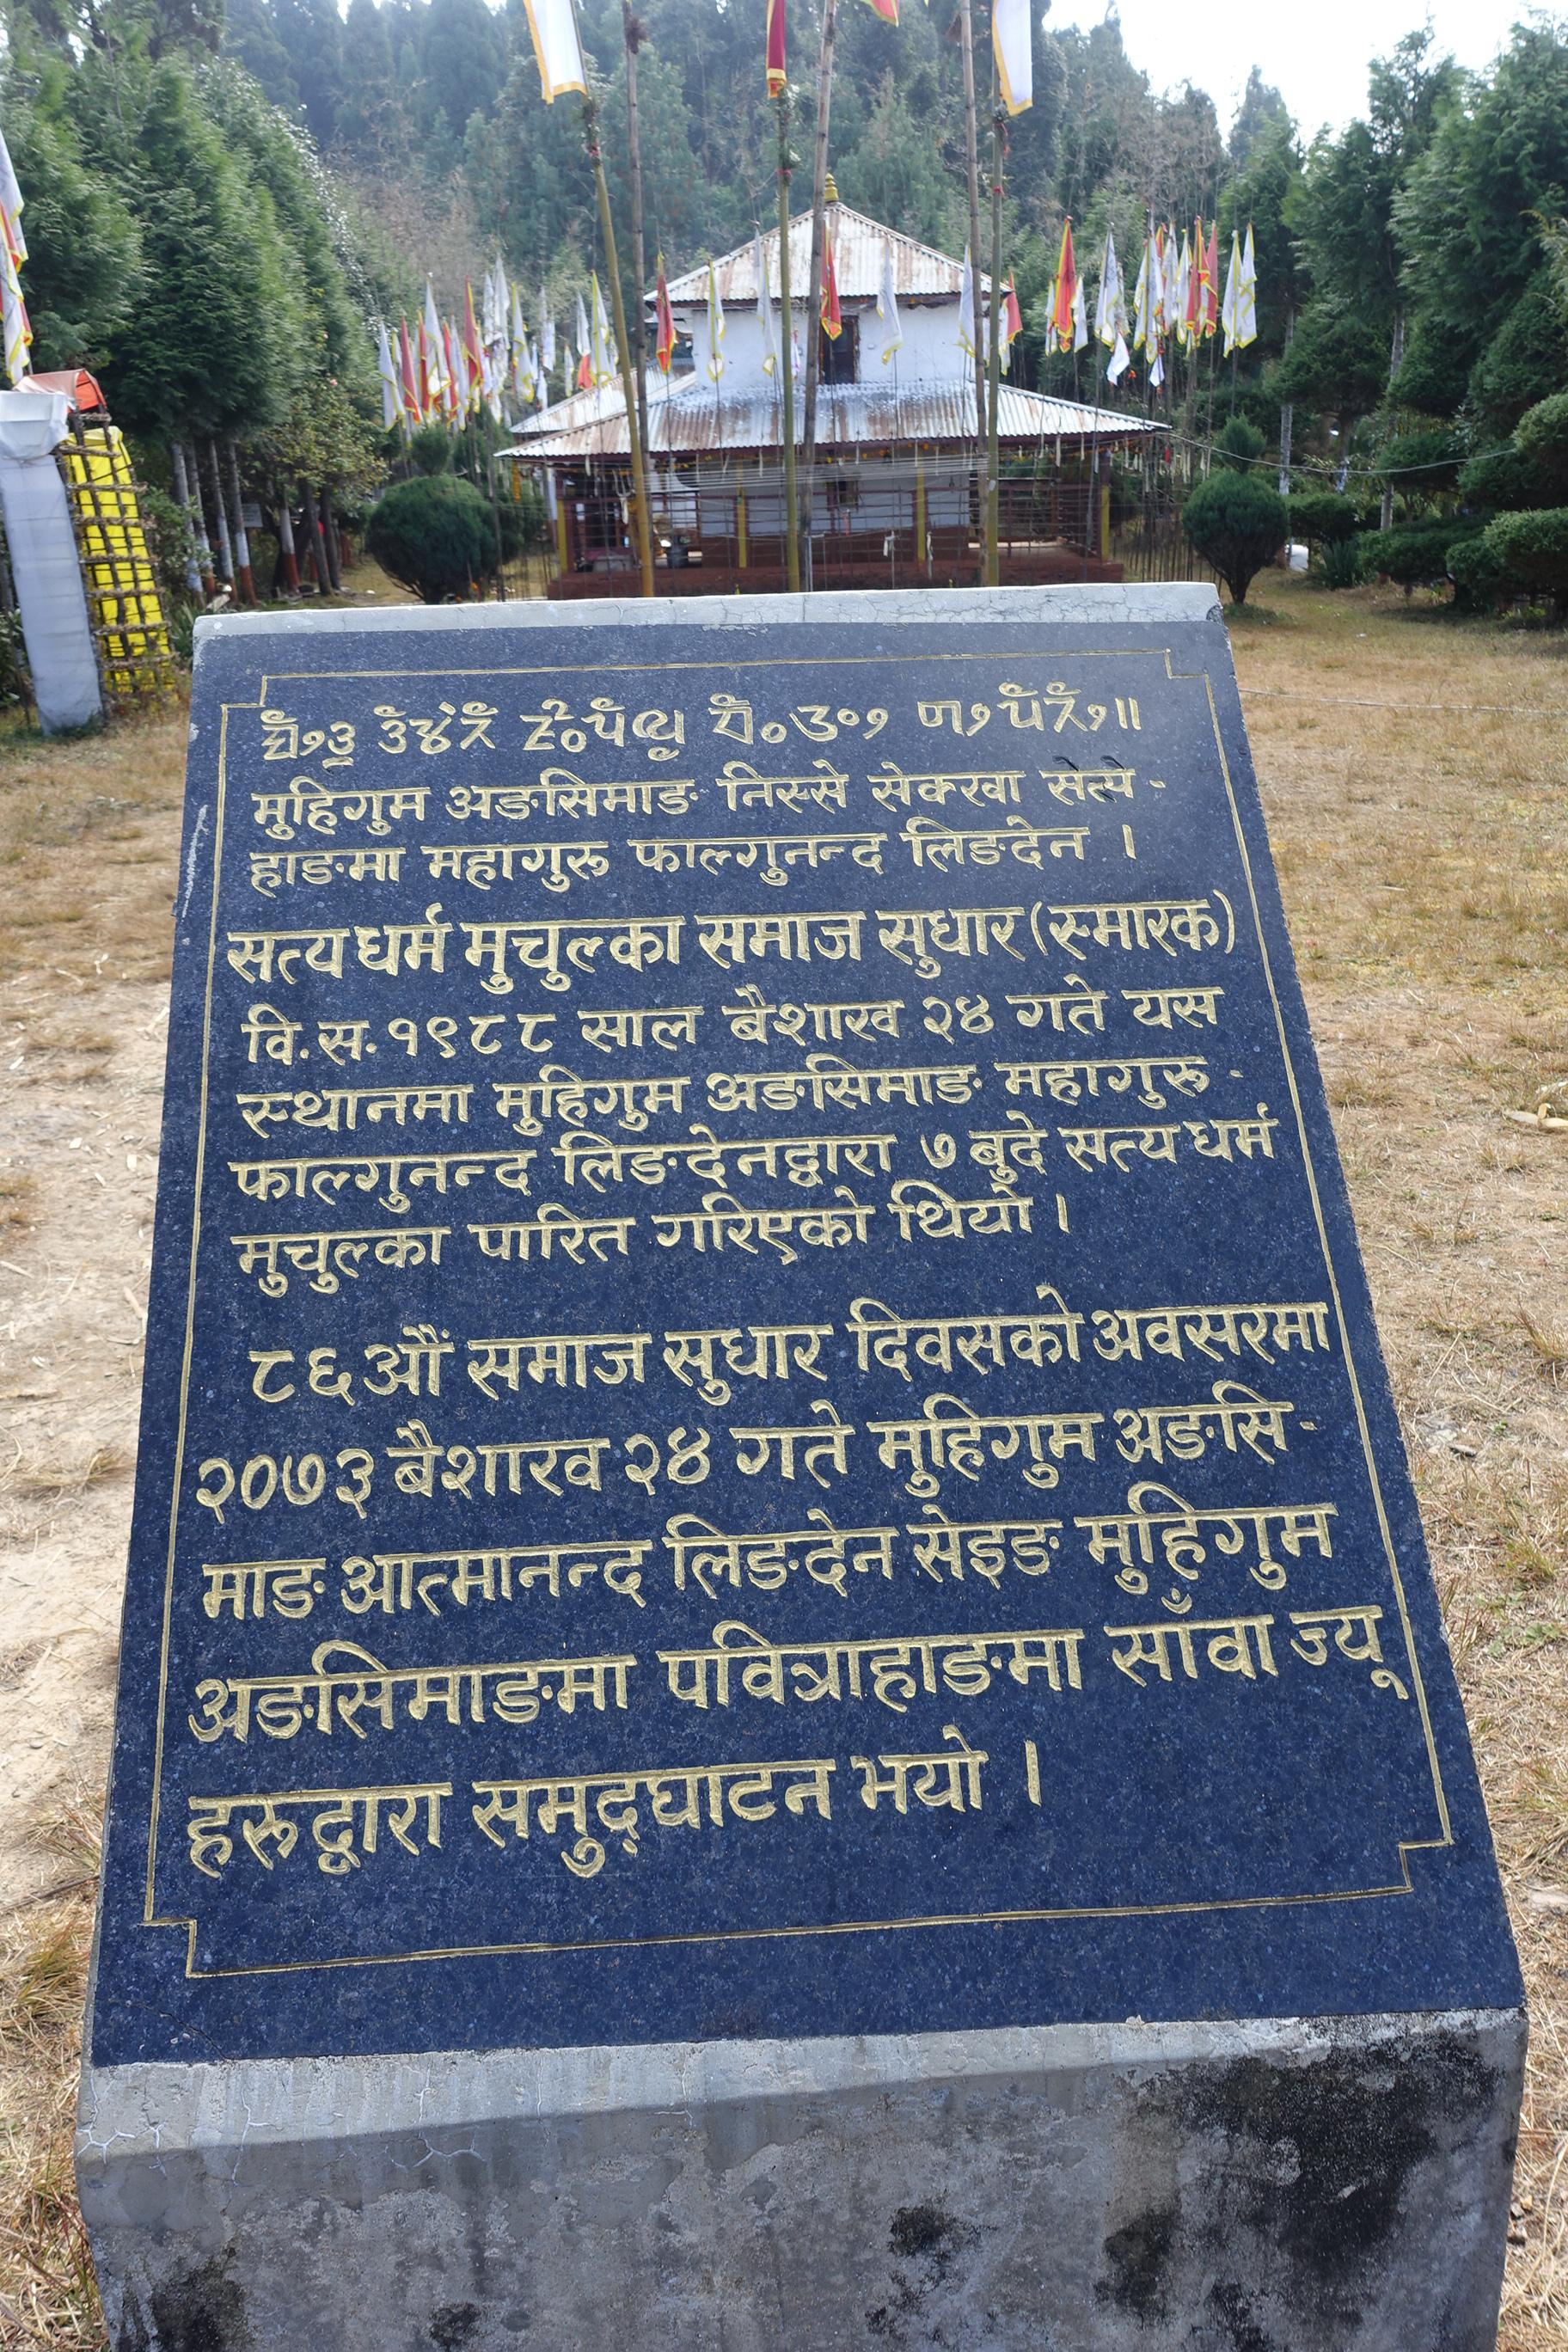 मुहिगुम अङसिमाङ निस्से सेक्खा सत्ये -
हाङमा महागुरू फाल्गुनन्द लिङदेन ।
सत्य धर्म मुचुल्का समाज सुधार (स्मारक)
वि.स. १९८८ साल बैशाख २४ गते यस
स्थानमा मुहिगुम अङसिमाङ महागुरू -
फाल्गुनन्द लिङदेनद्वारा ७ बुदे सत्य धर्म
मुचुल्का पारित गरिएको थियो ।
८६औं समाज सुधार दिवसको अवसरमा
२०७३ बैशाख २४ गते मुहिगुम अङसि -
माङ आत्मानन्द लिङदेन सेइङ मुहिगुम
अङसिमाङमा पवित्राहाङमा साँवा ज्यू
हरूद्वारा समुद्घाटन भयो ।